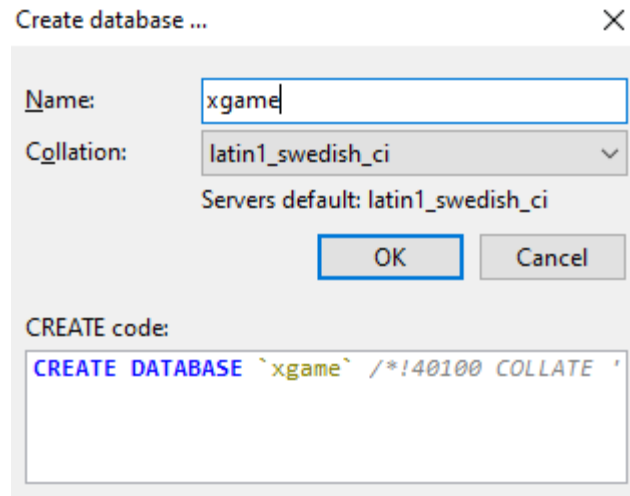 Create database ...
Name:
xgame
Collation:
latin1_swedish_ci
Servers default: latin1_swedish_ci
OK
Cancel
CREATE code:
CREATE DATABASE `xgame` /*!40100 COLLATE '